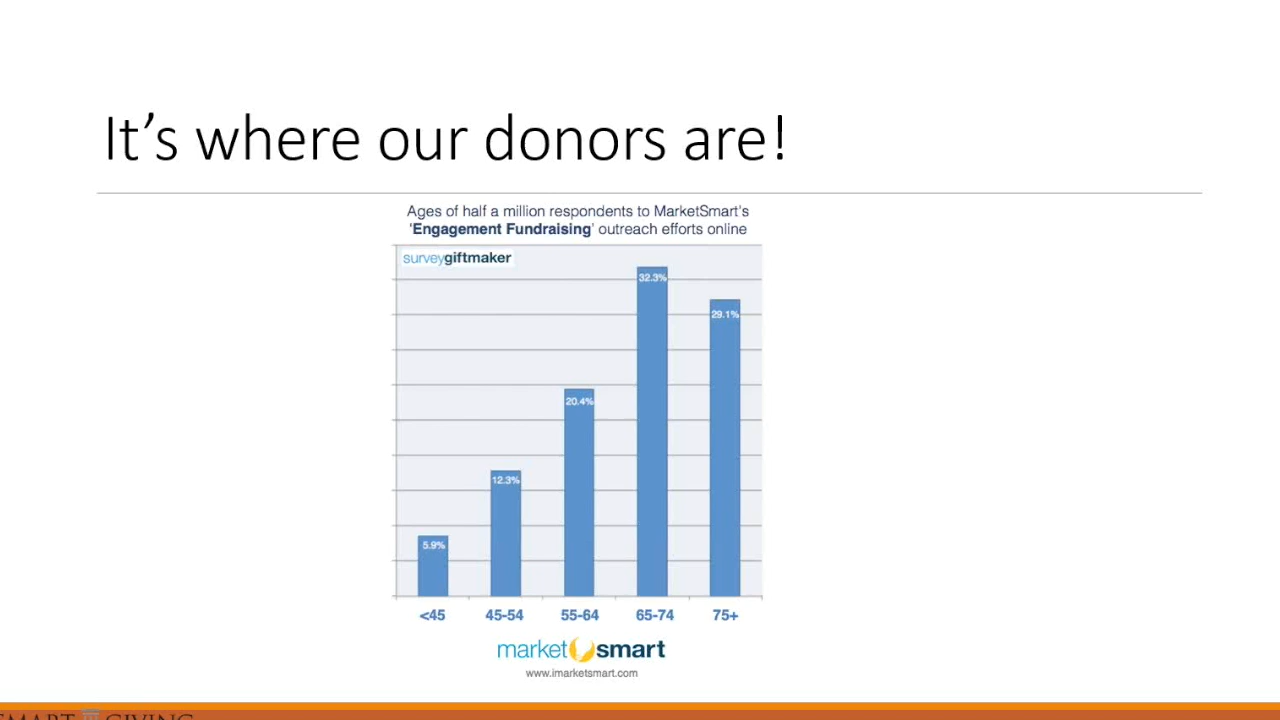 It’s where our donors are!
Ages of half a million respondents to MarketSmart's
'Engagement Fundraising' outreach efforts online
surveygiftmaker
32.3%
29.1%
20.4%
12.3%
5.9%
<45 45-54 55-64 65-74 75+
marketsmart
www.imarketsmart.com
SMART GIVING